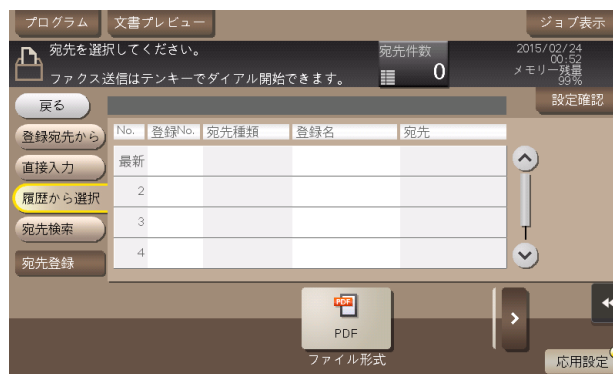 プログラム
文書プレビュー
ジョブ表示
宛先を選択してください。
ファクス送信はテンキーでダイアル開始できます。
宛先件数
0
2015/02/24
00:52
メモリー残量
99%
戻る
設定確認
登録宛先から
直接入力
履歴から選択
宛先検索
宛先登録
No. 登録No. 宛先種類 登録名 宛先
最新
2
3
4
PDF
PDF
ファイル形式
応用設定